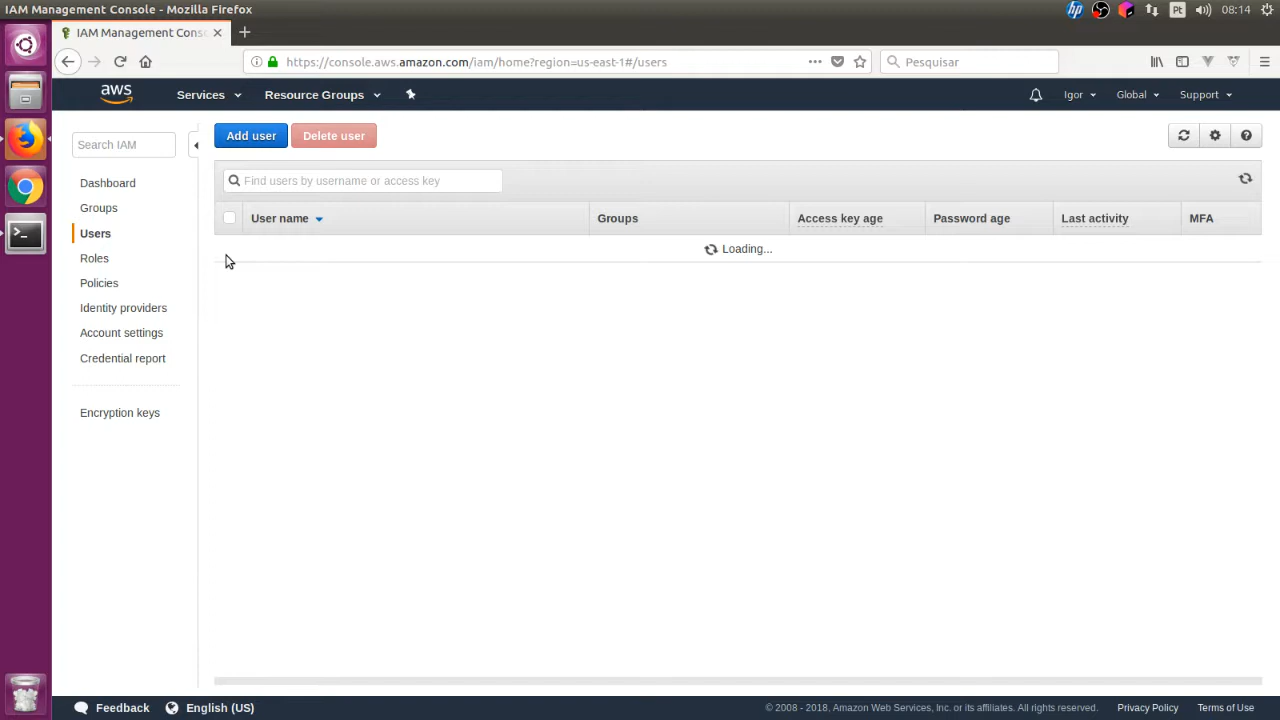 IAM Management Console - Mozilla Firefox
Pt
08:14
IAM Management Conso
https://console.aws.amazon.com/iam/home?region=us-east-1#/users
Pesquisar
aws
Services
Resource Groups
Igor
Global
Support
Search IAM
Add user
Delete user
Find users by username or access key
Dashboard
Groups
Users
Roles
Policies
Identity providers
Account settings
Credential report
Encryption keys
User name
Groups
Access key age
Password age
Last activity
MFA
Loading...
Feedback
English (US)
© 2008 - 2018, Amazon Web Services, Inc. or its affiliates. All rights reserved.
Privacy Policy
Terms of Use